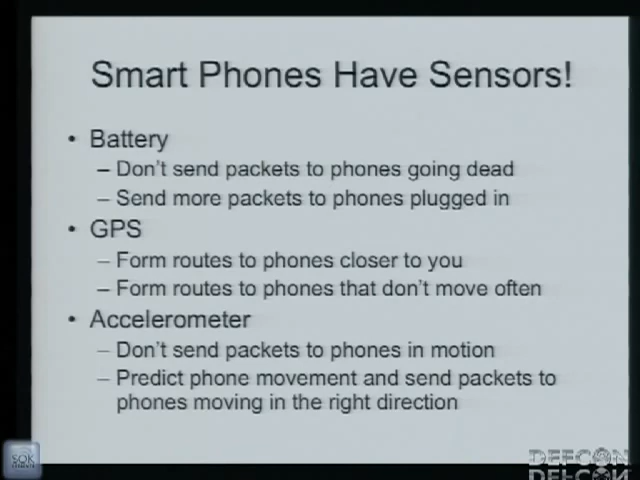 Smart Phones Have Sensors!
• Battery
– Don't send packets to phones going dead
– Send more packets to phones plugged in
• GPS
– Form routes to phones closer to you
– Form routes to phones that don't move often
• Accelerometer
– Don't send packets to phones in motion
– Predict phone movement and send packets to
phones moving in the right direction
SOK
DEFCON